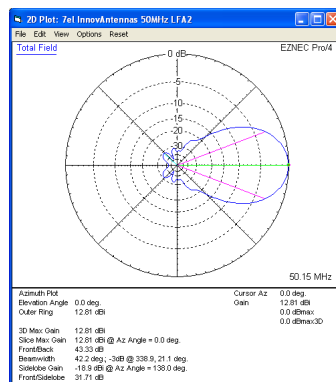 2D Plot: 7el InnovAntennas 50MHz LFA2
File Edit View Options Reset
Total Field
EZNEC Pro/4
0 dB
-5
-10
-15
-20
-30
50.15 MHz
Azimuth Plot
Elevation Angle 0.0 deg.
Outer Ring 12.81 dBi
Cursor Az 0.0 deg.
Gain 12.81 dBi
0.0 dBmax
0.0 dBmax3D
3D Max Gain 12.81 dBi
Slice Max Gain 12.81 dBi @ Az Angle = 0.0 deg.
Front/Back 43.33 dB
Beamwidth 42.2 deg.; -3dB @ 338.9, 21.1 deg.
Sidelobe Gain -18.9 dBi @ Az Angle = 138.0 deg.
Front/Sidelobe 31.71 dB